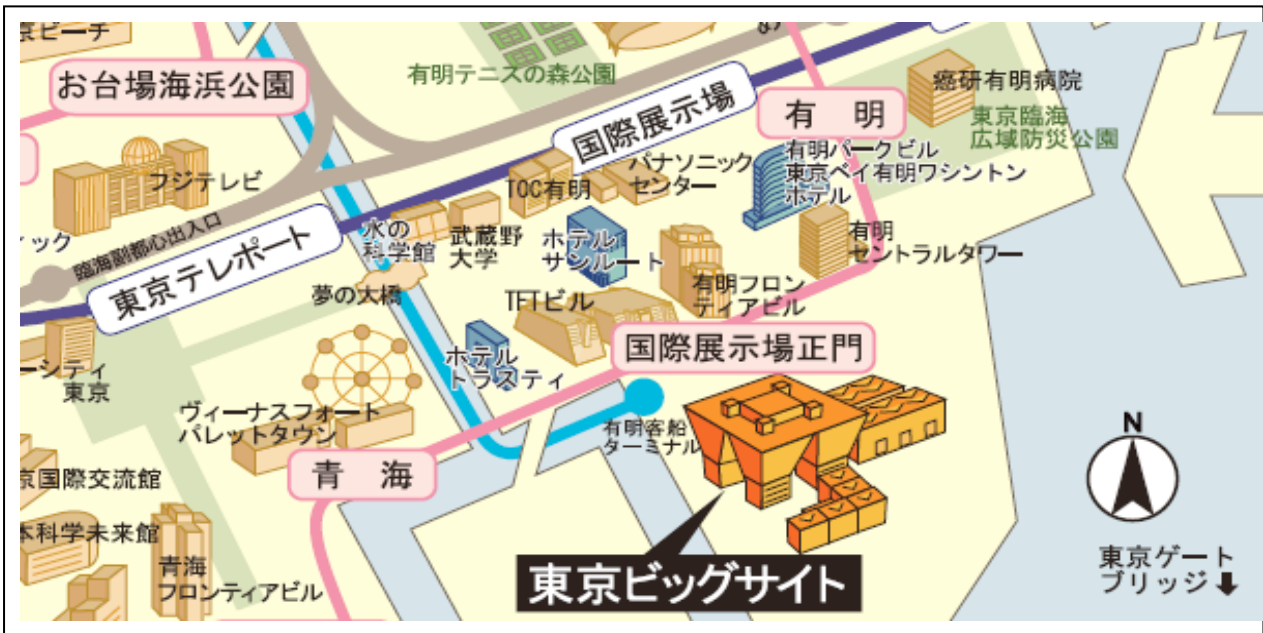 京ビーチ
め
お台場海浜公園
有明テニスの森公園
国際展示場
有明
癌研有明病院
東京臨海
広域防災公園
フジテレビ
TOC有明
パナソニック
センター
有明パークビル
東京ベイ有明ワシントン
ホテル
ィック
臨海副都心出入口
水の
科学館
武蔵野
大学
ホテル
サンルート
有明
セントラルタワー
東京テレポート
夢の大橋
TFTビル
有明フロン
ティアビル
ーシティ
東京
ホテル
トラスティ
国際展示場正門
ヴィーナスフォート
パレットタウン
有明客船
ターミナル
青海
京国際交流館
本科学未来館
青海
フロンティアビル
東京ビッグサイト
N
東京ゲート
ブリッジ